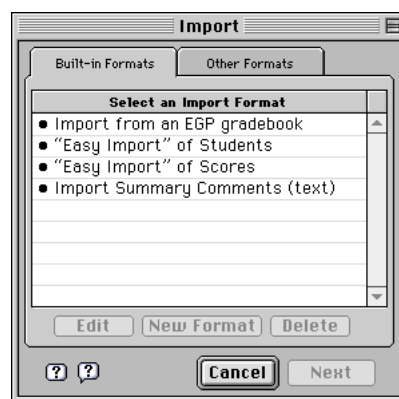 Import
Built-in Formats Other Formats
Select an Import Format
● Import from an EGP gradebook
● “Easy Import” of Students
● “Easy Import” of Scores
● Import Summary Comments (text)
Edit New Format Delete
? ? Cancel Next